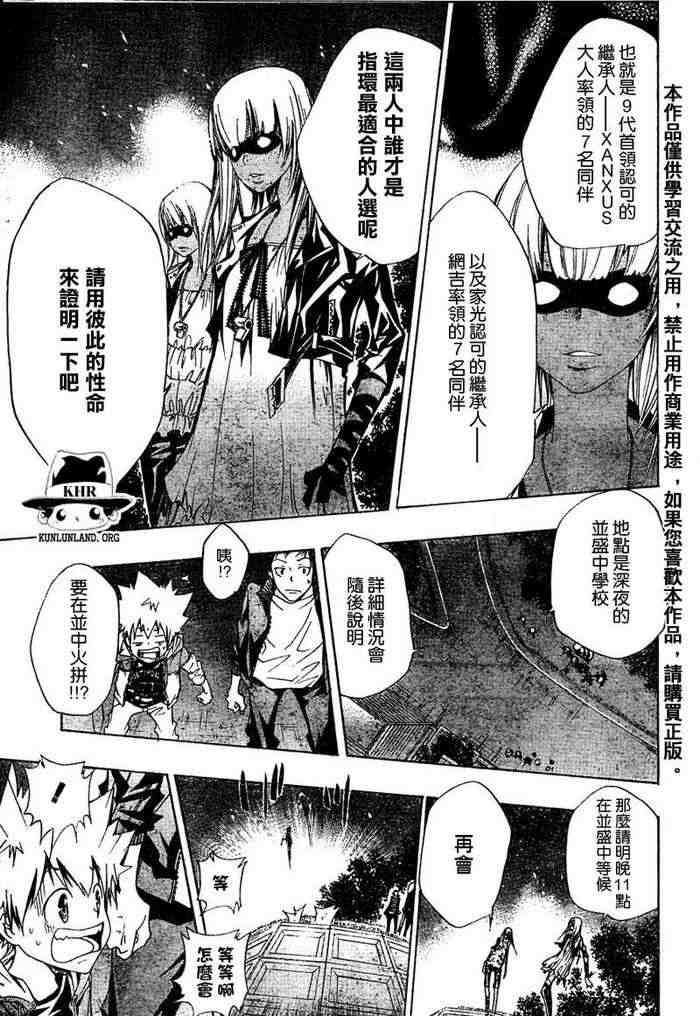 也就是9代首領認可的
繼承人——XANXUS
大人率領的7名同伴
以及家光認可的繼承人——
綱吉率領的7名同伴
這兩人中誰才是
指環最適合的人選呢
請用彼此的性命
來證明一下吧
KHR
KUNLUNLAND.ORG
地點是深夜的
並盛中學校
詳細情況會
隨後說明
咦!?
要在並中火拼!!?
那麼請明晚11點
在並盛中等候
再會
等
等等啊
怎麼會
!
本作品僅供學習交流之用，禁止用作商業用途，如果您喜歡本作品，請購買正版。